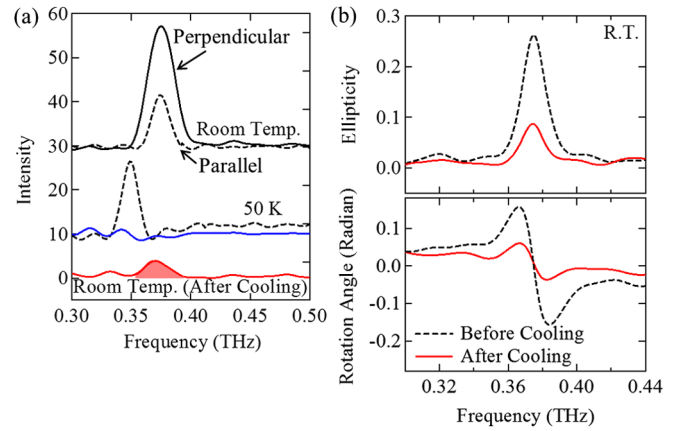 (a)
60
50
40
30
20
10
0
Intensity
Perpendicular
Room Temp.
Parallel
50 K
Room Temp. (After Cooling)
0.30 0.35 0.40 0.45 0.50
Frequency (THz)
(b)
R.T.
0.3
0.2
0.1
0.0
Ellipticity
0.1
0.0
-0.1
-0.2
Rotation Angle (Radian)
Before Cooling
After Cooling
0.32 0.36 0.40 0.44
Frequency (THz)